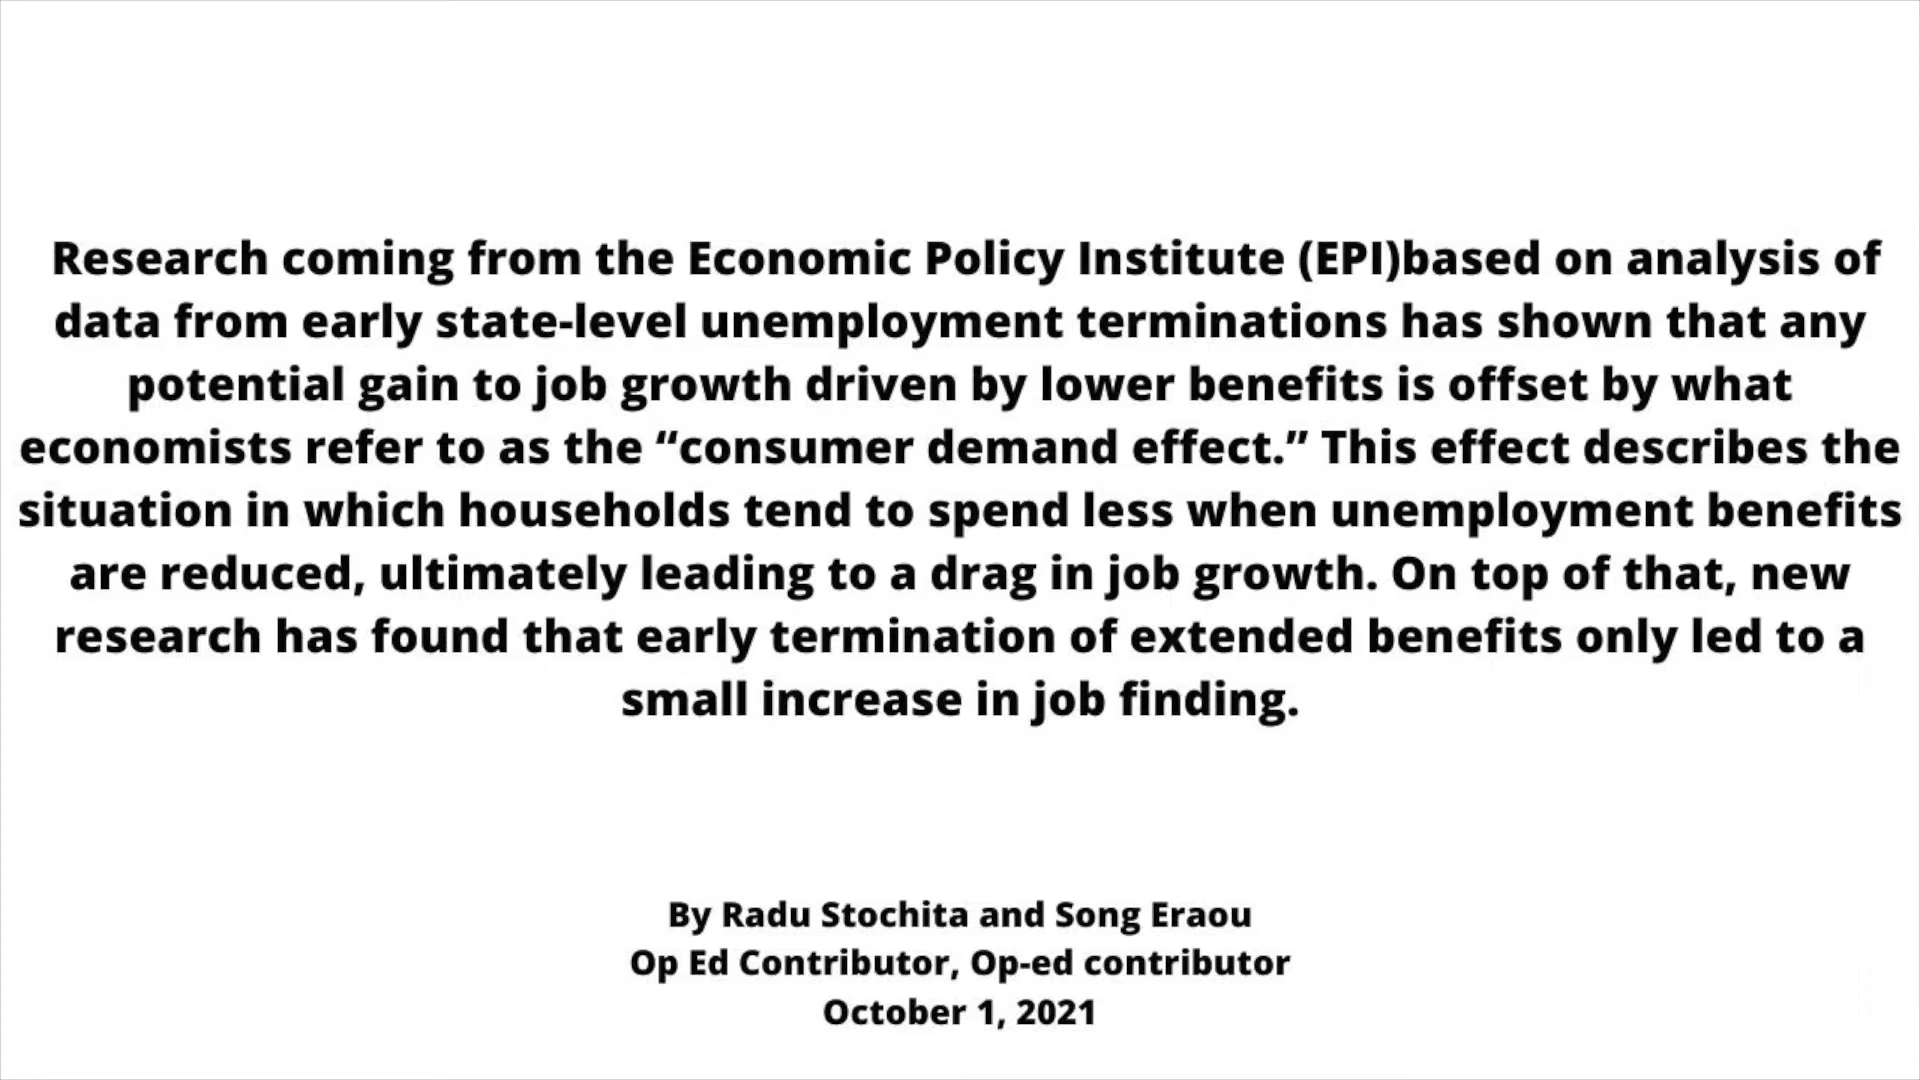 Research coming from the Economic Policy Institute (EPI)based on analysis of
data from early state-level unemployment terminations has shown that any
potential gain to job growth driven by lower benefits is offset by what
economists refer to as the “consumer demand effect.” This effect describes the
situation in which households tend to spend less when unemployment benefits
are reduced, ultimately leading to a drag in job growth. On top of that, new
research has found that early termination of extended benefits only led to a
small increase in job finding.
By Radu Stochita and Song Eraou
Op Ed Contributor, Op-ed contributor
October 1, 2021